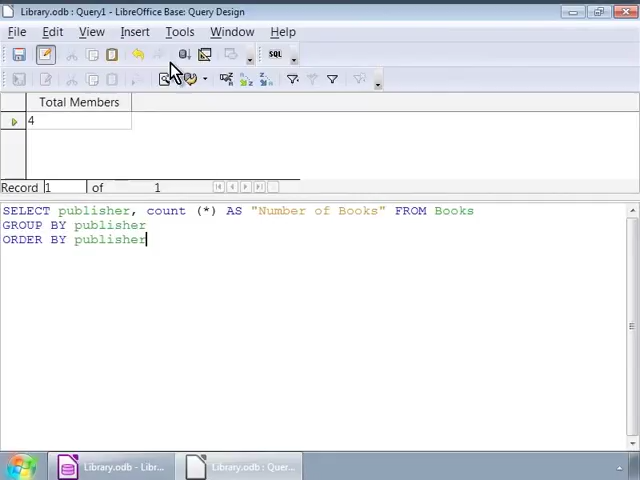 Library.odb : Query1 - LibreOffice Base: Query Design
File Edit View Insert Tools Window Help
SQL
Total Members
4
Record 1 of 1
SELECT publisher, count (*) AS "Number of Books" FROM Books
GROUP BY publisher
ORDER BY publisher
Library.odb - Libr...
Library.odb : Quer...